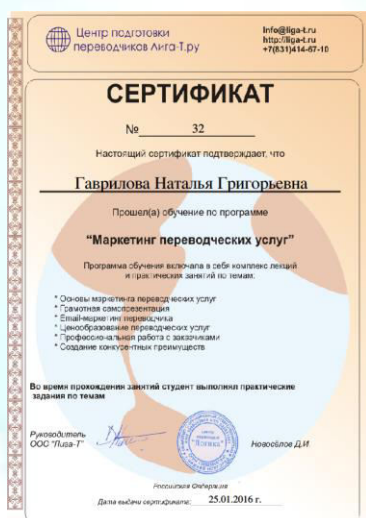 Центр подготовки
переводчиков Лига-Т.ру
Info@liga-t.ru
http://liga-t.ru
+7(831)414-67-10
СЕРТИФИКАТ
№ 32
Настоящий сертификат подтверждает, что
Гаврилова Наталья Григорьевна
Прошел(а) обучение по программе
"Маркетинг переводческих услуг"
Программа обучения включала в себя комплекс лекций
и практических занятий по темам:
* Основы маркетинга переводческих услуг
* Грамотная самопрезентация
* Email-маркетинг переводчика
* Ценообразование переводческих услуг
* Профессиональная работа с заказчиками
* Создание конкурентных преимуществ
Во время прохождения занятий студент выполнял практические
задания по темам
Руководитель
ООО "Лига-Т"
Новосёлов Д.И
Российская Федерация
Дата выдачи сертификата: 25.01.2016 г.